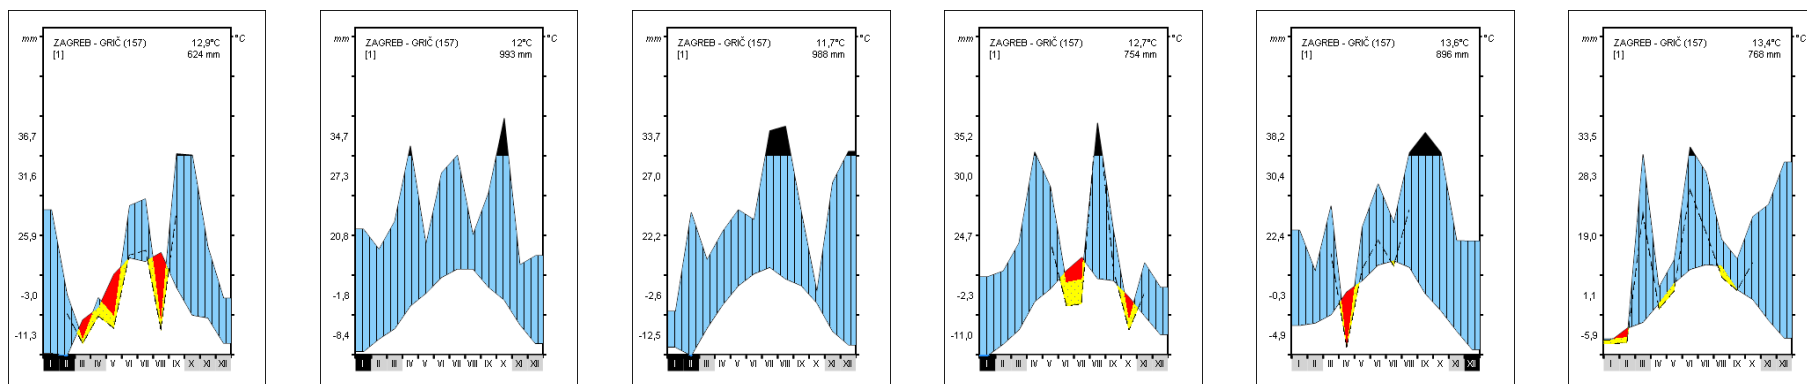 mm °C
ZAGREB - GRIČ (157) 12,9°C
[1] 624 mm
36,7
31,6
25,9
-3,0
-11,3
I II III IV V VI VII VIII IX X XI XII
mm °C
ZAGREB - GRIČ (157) 12°C
[1] 993 mm
34,7
27,3
20,8
-1,8
-8,4
I II III IV V VI VII VIII IX X XI XII
mm °C
ZAGREB - GRIČ (157) 11,7°C
[1] 988 mm
33,7
27,0
22,2
-2,6
-12,5
I II III IV V VI VII VIII IX X XI XII
mm °C
ZAGREB - GRIČ (157) 12,7°C
[1] 754 mm
35,2
30,0
24,7
-2,3
-11,0
I II III IV V VI VII VIII IX X XI XII
mm °C
ZAGREB - GRIČ (157) 13,6°C
[1] 896 mm
38,2
30,4
22,4
-0,3
-4,9
I II III IV V VI VII VIII IX X XI XII
mm °C
ZAGREB - GRIČ (157) 13,4°C
[1] 768 mm
33,5
28,3
19,0
1,1
-5,9
I II III IV V VI VII VIII IX X XI XII